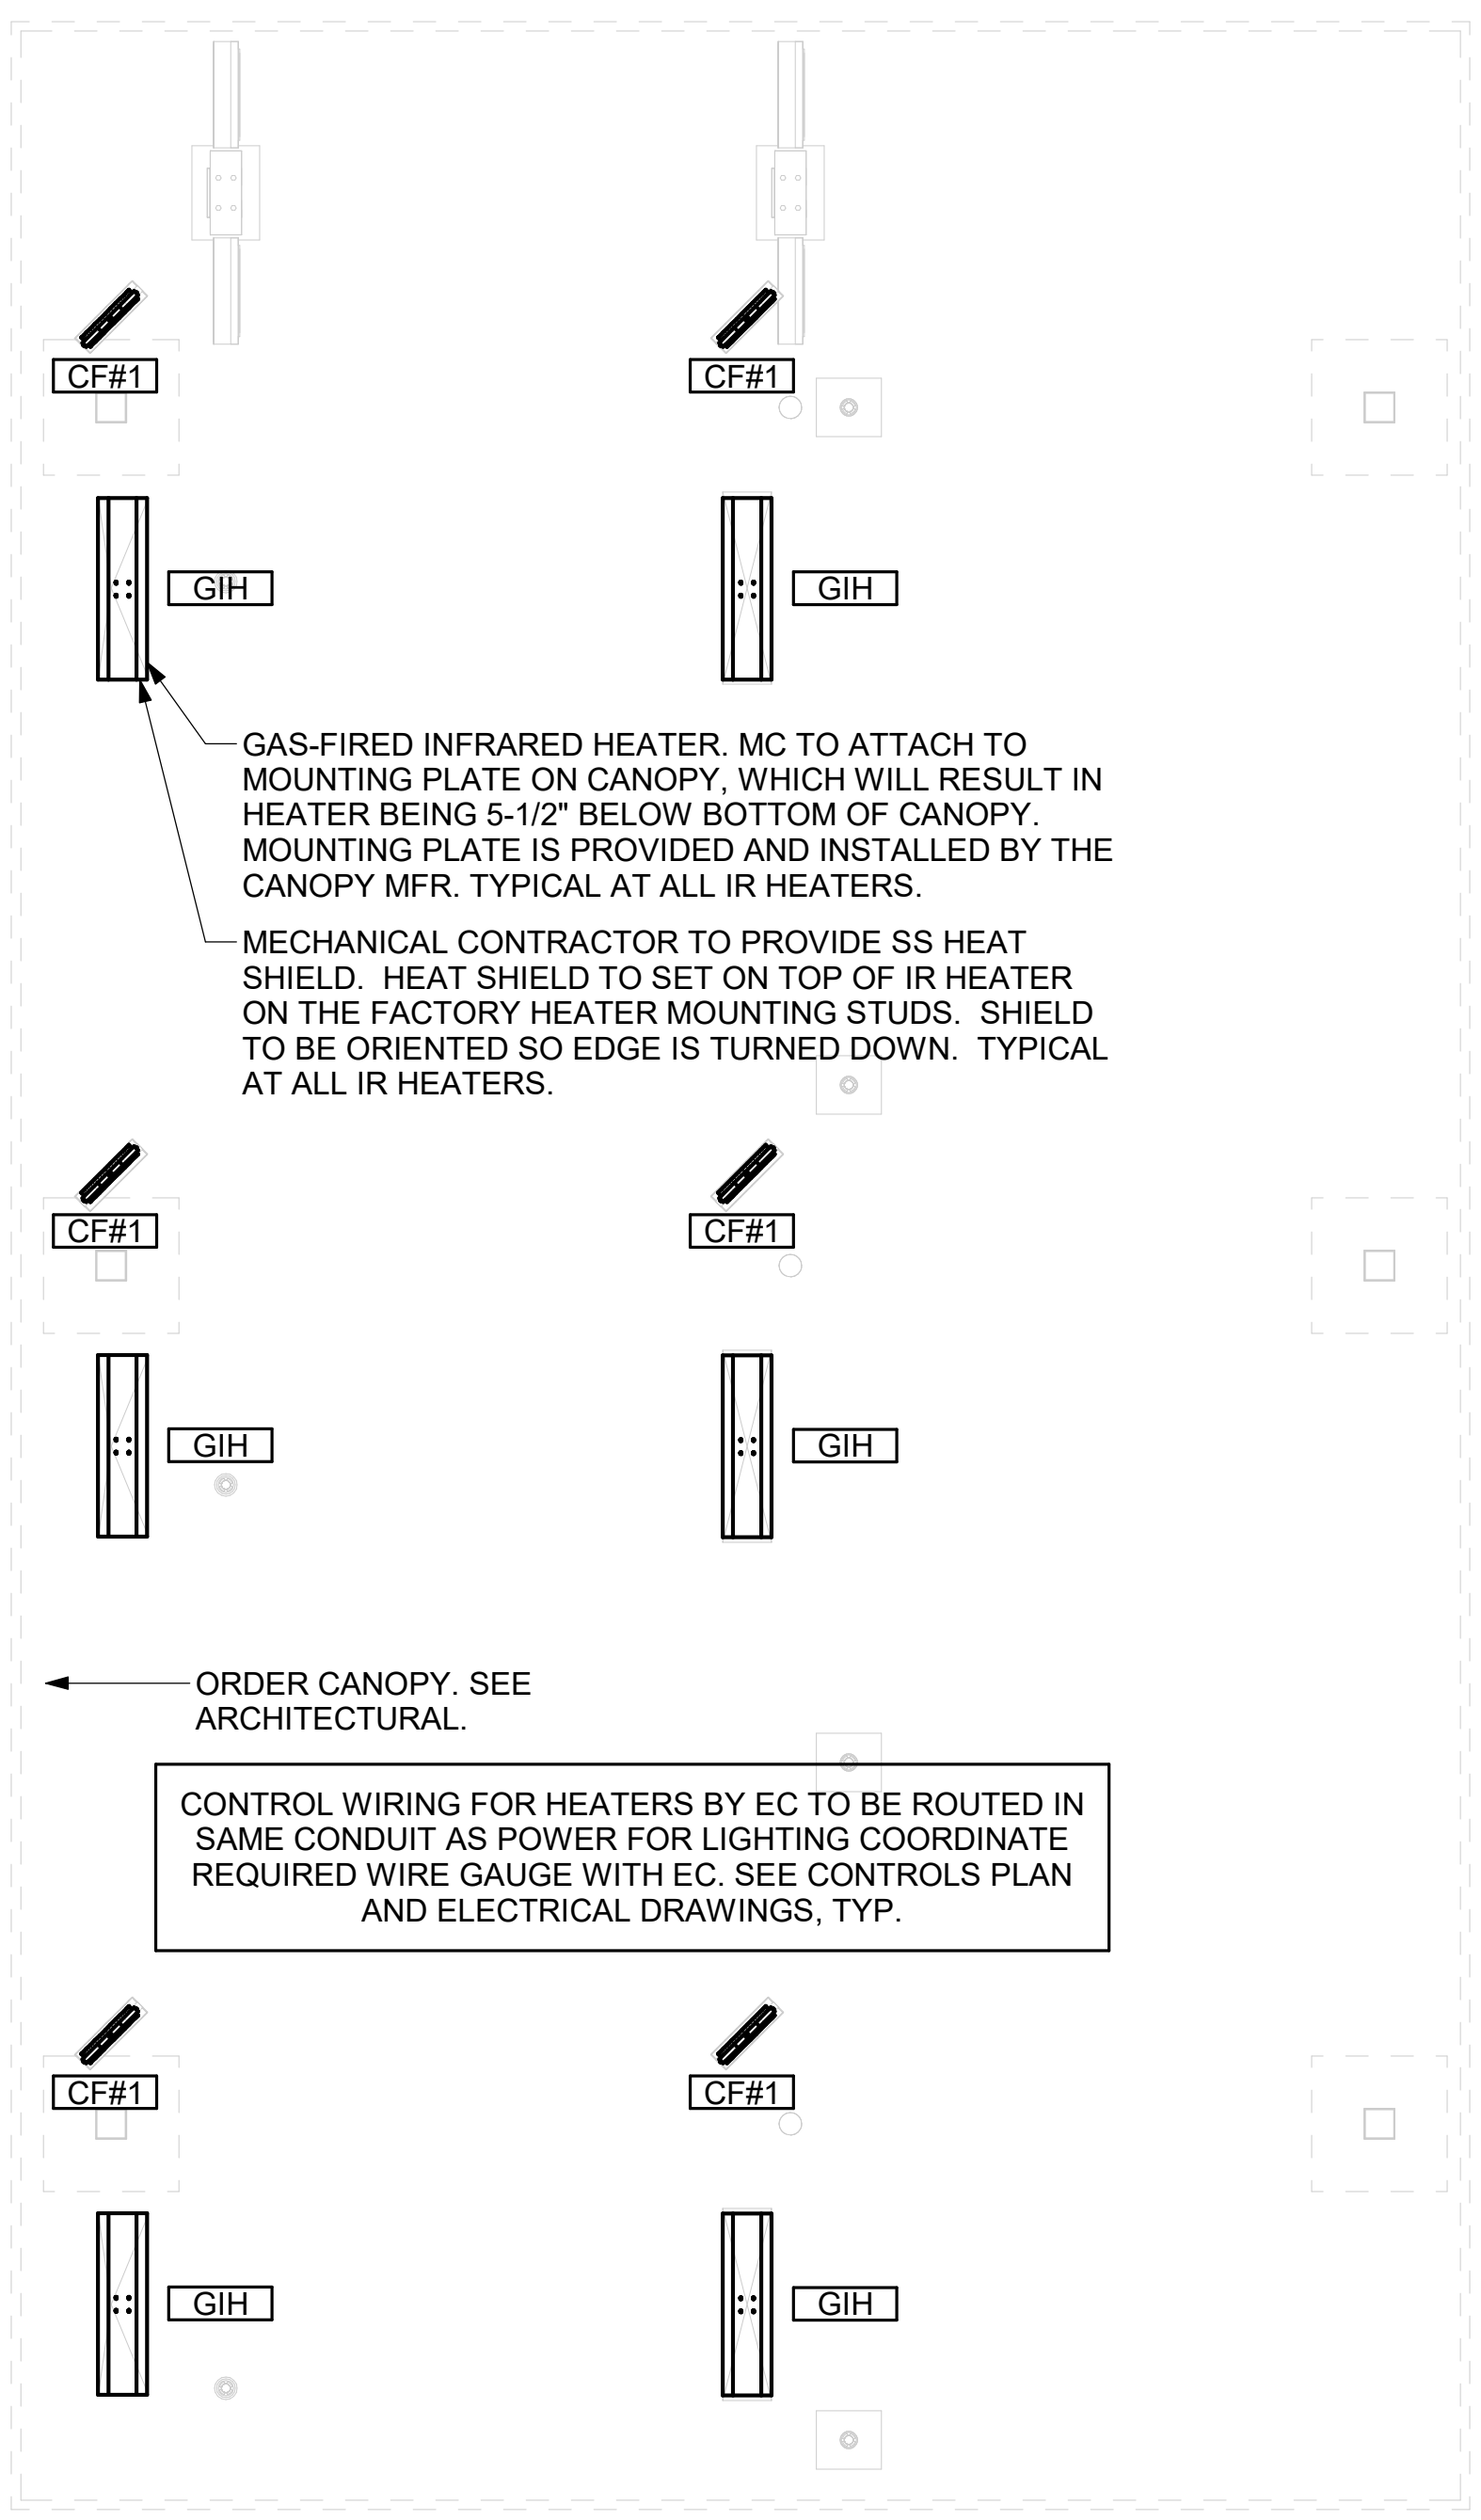 CF#1
CF#1
GIH
GIH
GAS-FIRED INFRARED HEATER. MC TO ATTACH TO
MOUNTING PLATE ON CANOPY, WHICH WILL RESULT IN
HEATER BEING 5-1/2" BELOW BOTTOM OF CANOPY.
MOUNTING PLATE IS PROVIDED AND INSTALLED BY THE
CANOPY MFR. TYPICAL AT ALL IR HEATERS.
MECHANICAL CONTRACTOR TO PROVIDE SS HEAT
SHIELD.  HEAT SHIELD TO SET ON TOP OF IR HEATER
ON THE FACTORY HEATER MOUNTING STUDS.  SHIELD
TO BE ORIENTED SO EDGE IS TURNED DOWN.  TYPICAL
AT ALL IR HEATERS.
CF#1
CF#1
GIH
GIH
ORDER CANOPY. SEE
ARCHITECTURAL.
CONTROL WIRING FOR HEATERS BY EC TO BE ROUTED IN
SAME CONDUIT AS POWER FOR LIGHTING COORDINATE
REQUIRED WIRE GAUGE WITH EC. SEE CONTROLS PLAN
AND ELECTRICAL DRAWINGS, TYP.
CF#1
CF#1
GIH
GIH